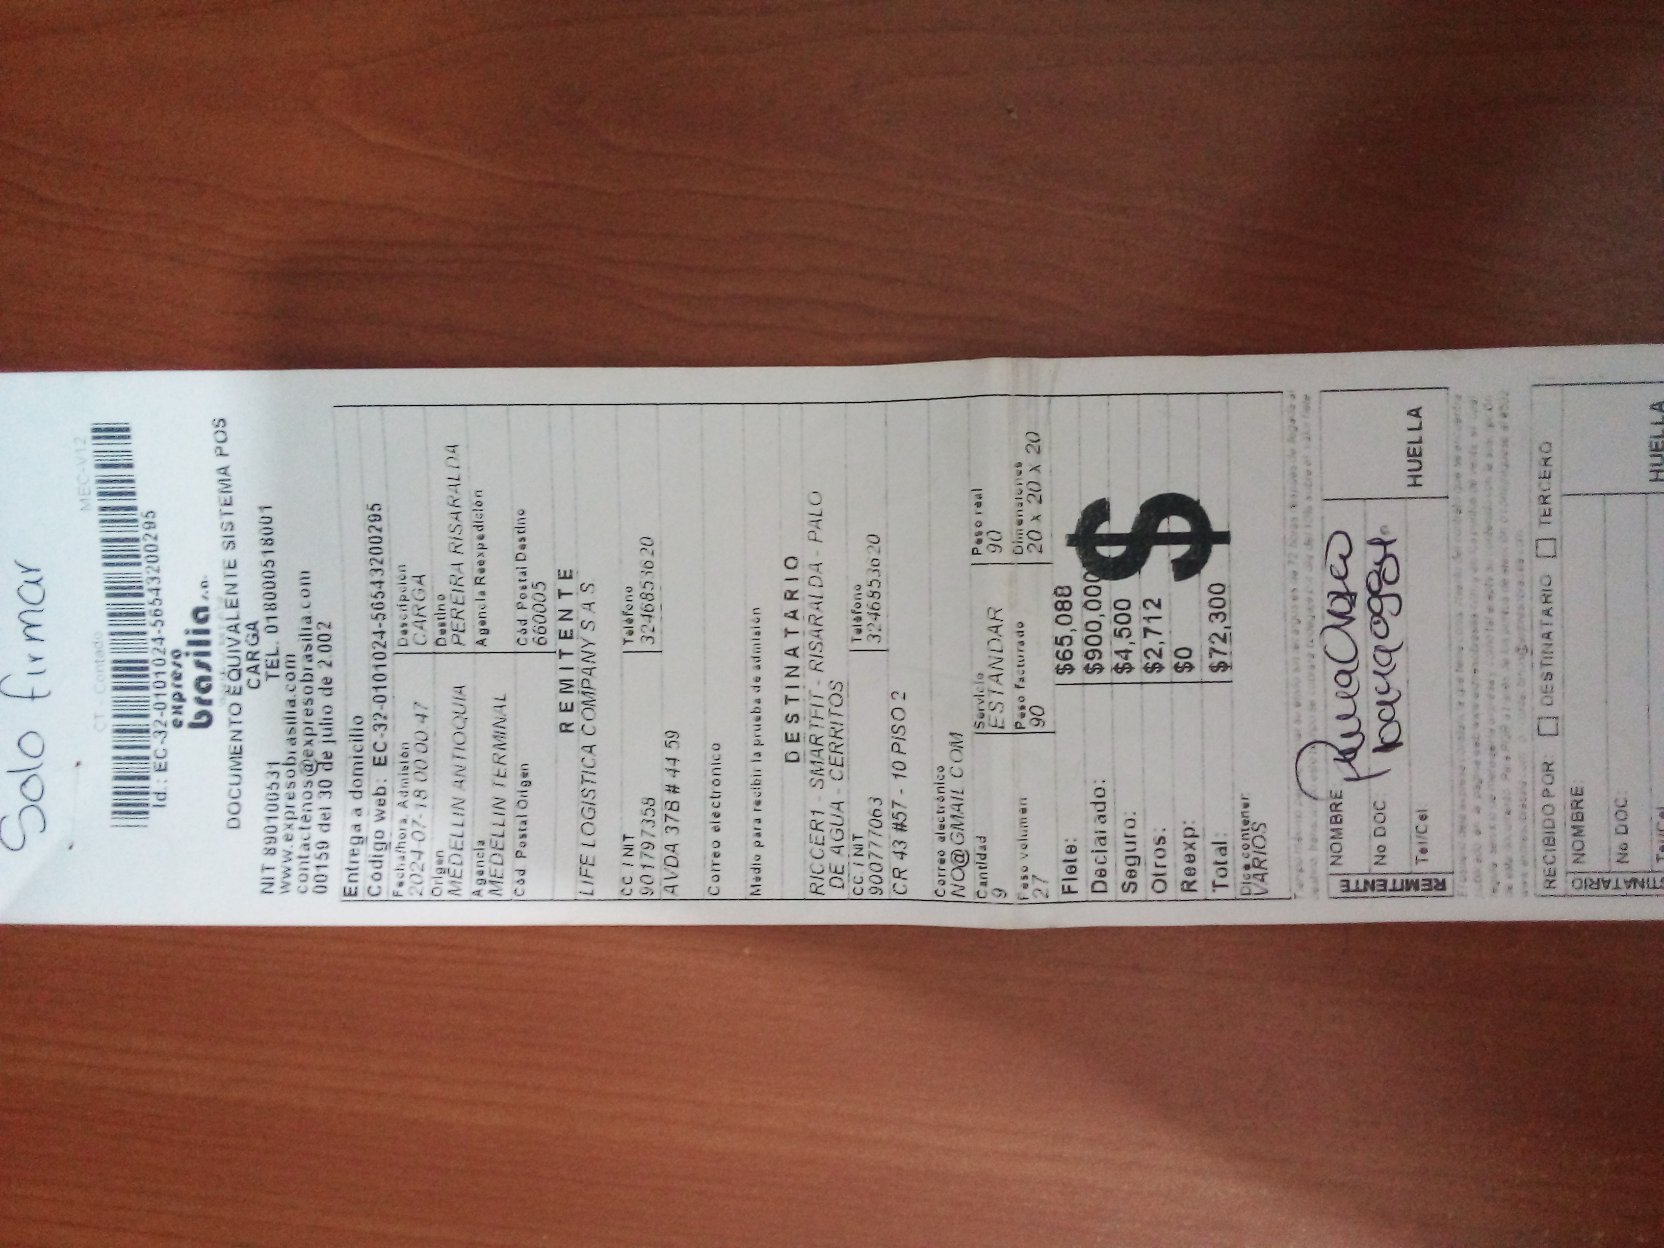 Solo firmar
CT Contado MEC-V12
Id.: EC-32-0101024-56543200295
expreso
brasilia s.a.
DOCUMENTO EQUIVALENTE SISTEMA POS
CARGA
NIT 890100531 TEL. 018000518001
www.expresobrasilia.com
contactenos@expresobrasilia.com
00159 del 30 de julio de 2.002
Entrega a domicilio
Código web: EC-32-0101024-56543200295
Fecha/hora. Admisión Descripción
2024-07-18 00 00 47 CARGA
Origen Destino
MEDELLIN ANTIOQUIA PEREIRA RISARALDA
Agencia Agencia Reexpedición
MEDELLIN TERMINAL
Cód Postal Origen Cód Postal Destino
660005
REMITENTE
LIFE LOGISTICA COMPANY S A S
CC / NIT Teléfono
901797358 3246853620
AVDA 37B # 44 59
Correo electrónico
Medio para recibir la prueba de admisión
DESTINATARIO
RICCER1 - SMARTFIT - RISARALDA - PALO
DE AGUA - CERRITOS
CC / NIT Teléfono
900777063 3246853620
CR 43 #57 - 10 PISO 2
Correo electrónico
NO@GMAIL COM
Cantidad Servicio Peso real
9 ESTANDAR 90
Peso volumen Peso facturado Dimensiones
27 90 20 x 20 x 20
Flete: $65,088
Declarado: $900,000
Seguro: $4,500
Otros: $2,712
Reexp: $0
Total: $72,300
$
Dice contener
VARIOS
REMITENTE
NOMBRE
No DOC
Tel/Cel
HUELLA
RECIBIDO POR: DESTINATARIO TERCERO
NOMBRE:
No DOC:
HUELLA